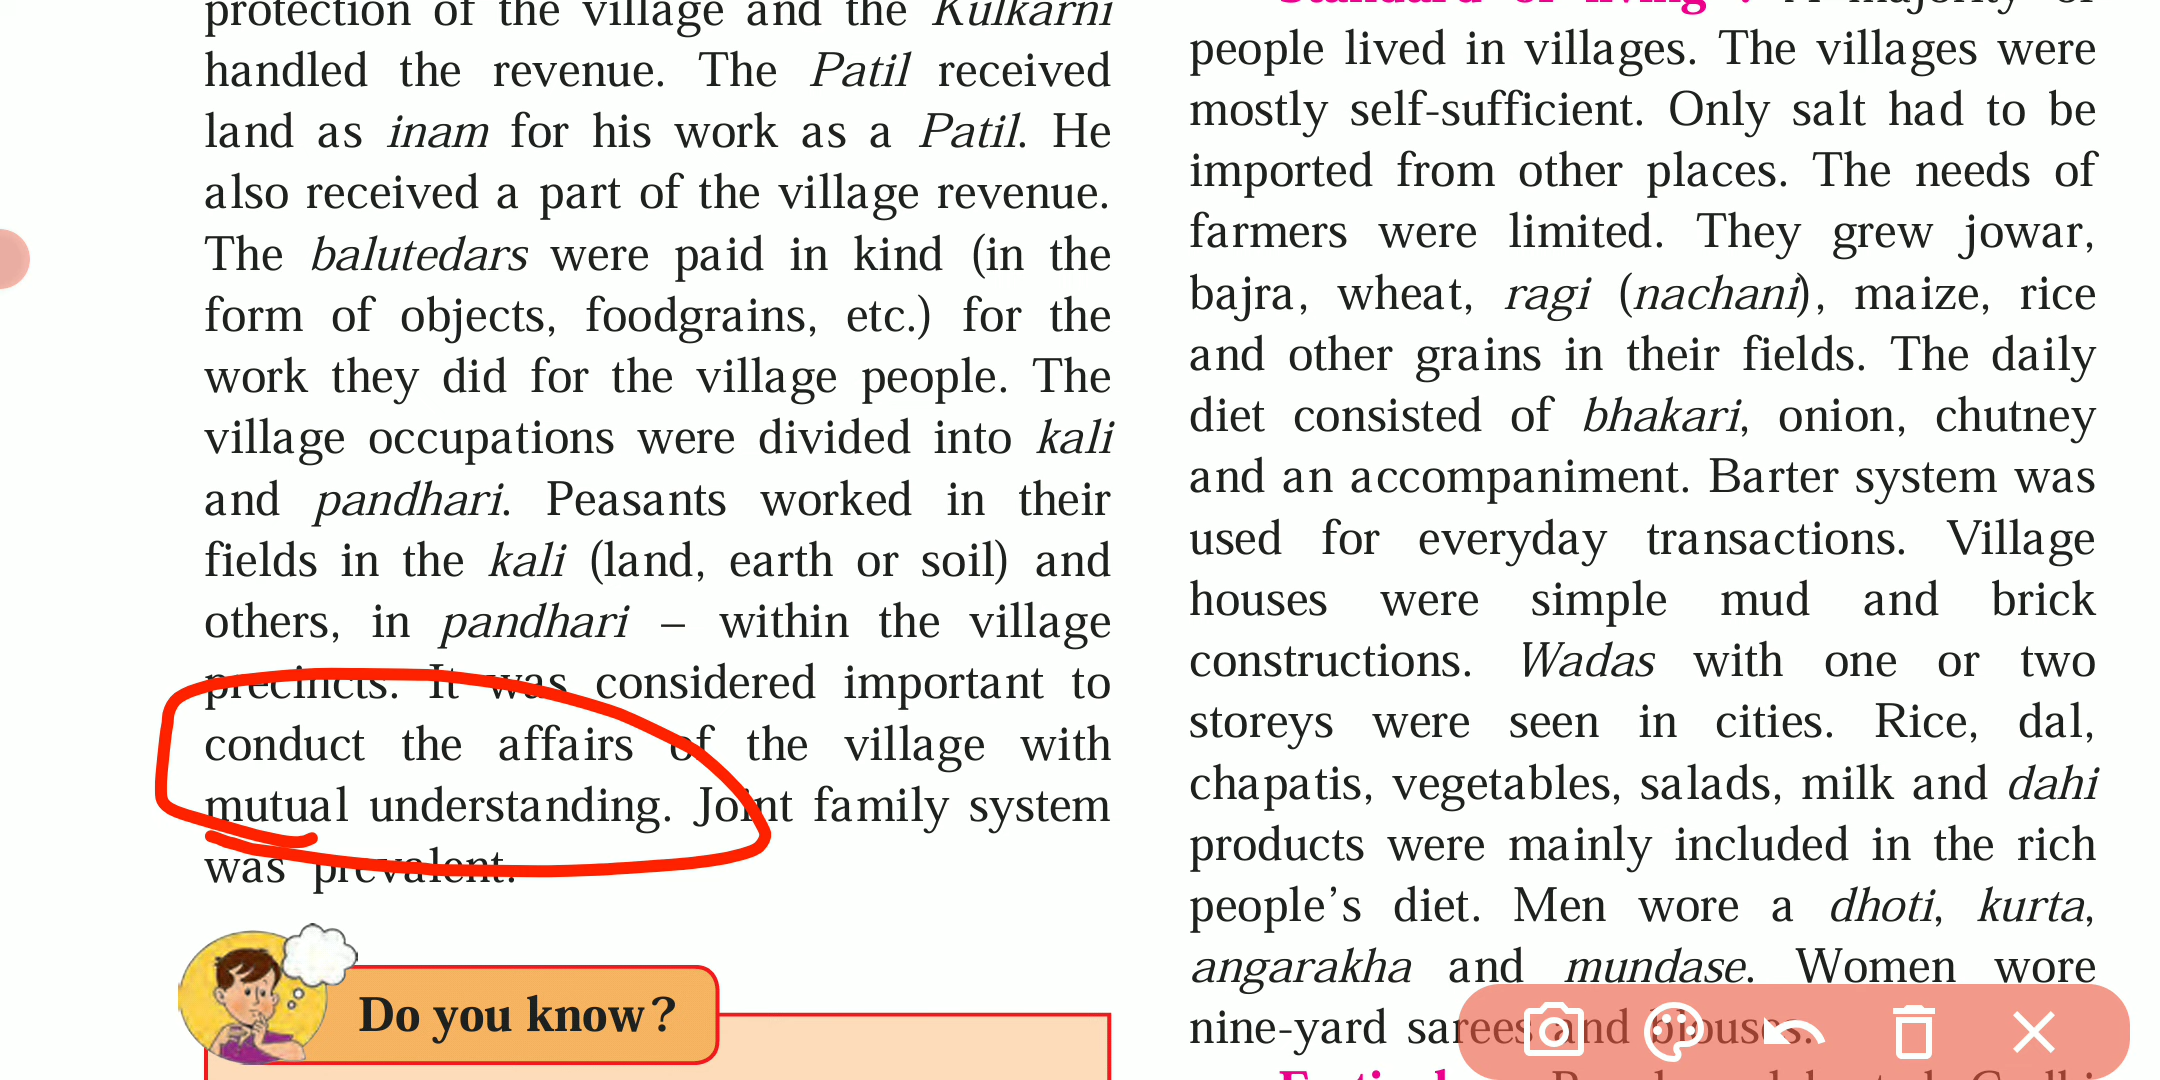 protection of the village and the Kulkarni
handled the revenue. The Patil received
land as inam for his work as a Patil. He
also received a part of the village revenue.
The balutedars were paid in kind (in the
form of objects, foodgrains, etc.) for the
work they did for the village people. The
village occupations were divided into kali
and pandhari. Peasants worked in their
fields in the kali (land, earth or soil) and
others, in pandhari – within the village
precincts. It was considered important to
conduct the affairs of the village with
mutual understanding. Joint family system
was prevalent.
Do you know?
Standard of living : A majority of
people lived in villages. The villages were
mostly self-sufficient. Only salt had to be
imported from other places. The needs of
farmers were limited. They grew jowar,
bajra, wheat, ragi (nachani), maize, rice
and other grains in their fields. The daily
diet consisted of bhakari, onion, chutney
and an accompaniment. Barter system was
used for everyday transactions. Village
houses were simple mud and brick
constructions. Wadas with one or two
storeys were seen in cities. Rice, dal,
chapatis, vegetables, salads, milk and dahi
products were mainly included in the rich
people's diet. Men wore a dhoti, kurta,
angarakha and mundase. Women wore
nine-yard sarees and blouses.